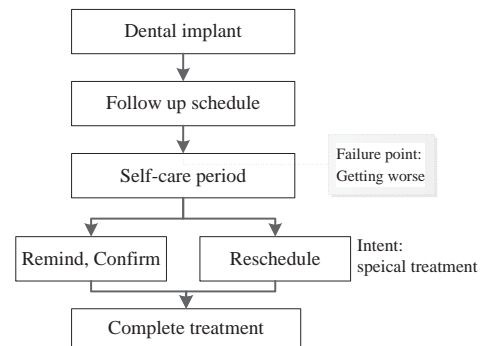 Dental implant
Follow up schedule
Failure point:
Getting worse
Self-care period
Remind, Confirm
Reschedule
Intent:
speical treatment
Complete treatment